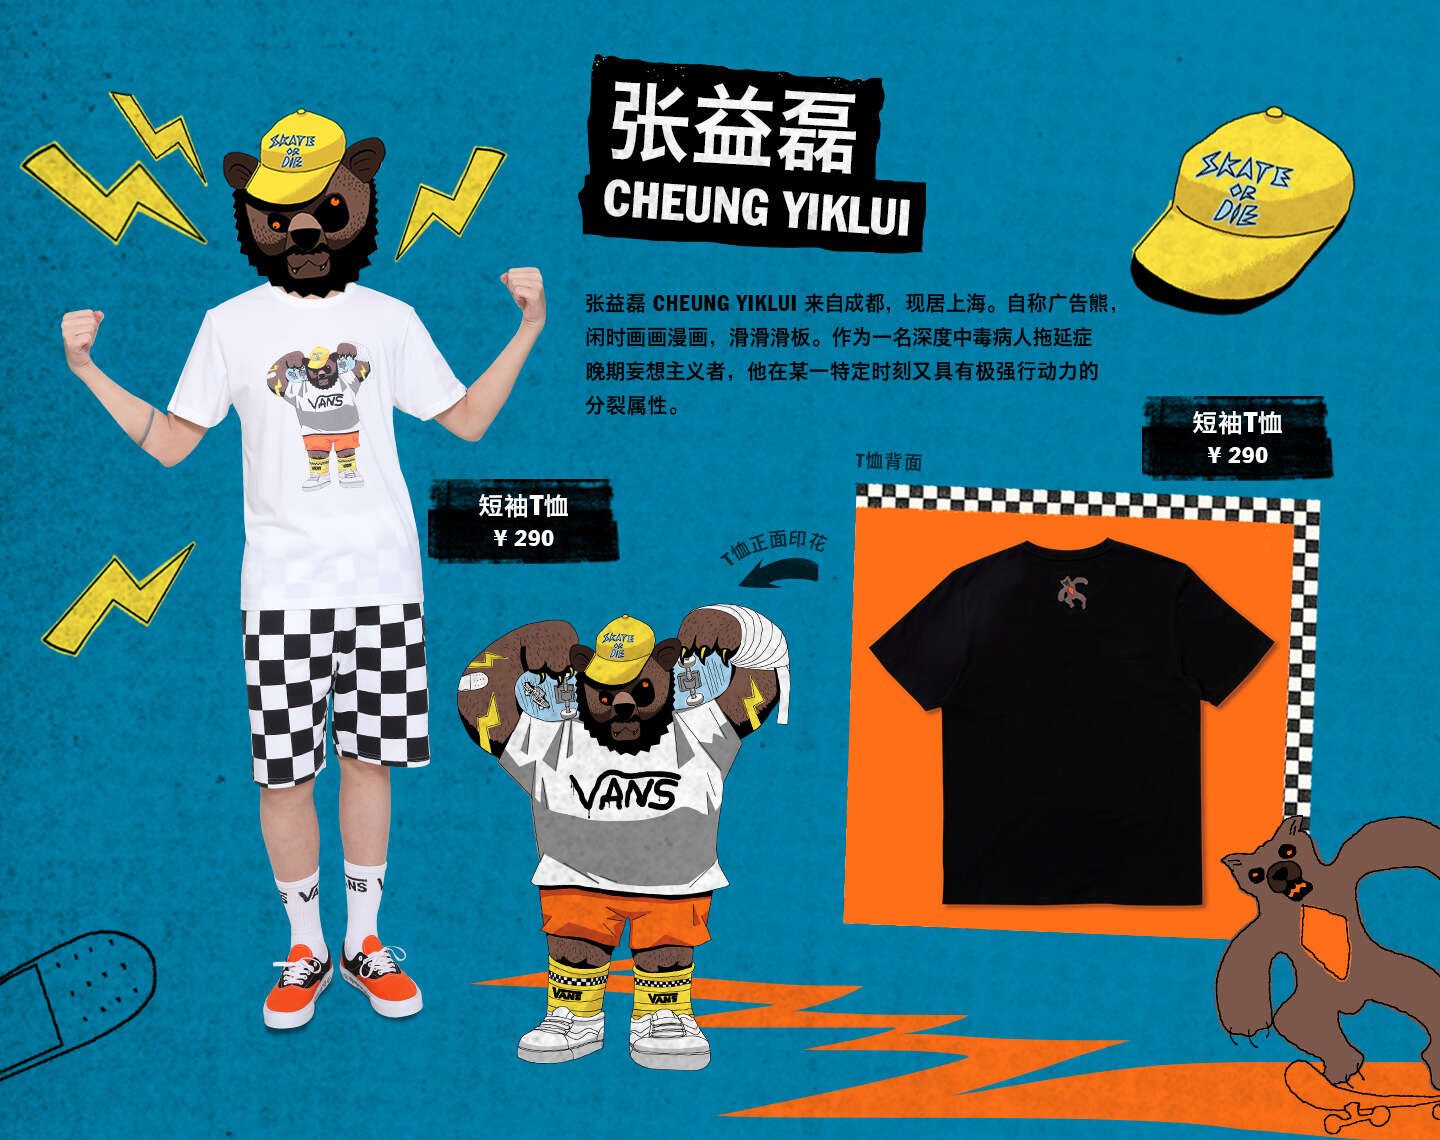 张益磊
CHEUNG YIKLUI
SKATE
OR
DIE
SKATE
OR
DIE
张益磊 CHEUNG YIKLUI 来自成都，现居上海。自称广告熊，
闲时画画漫画，滑滑滑板。作为一名深度中毒病人拖延症
晚期妄想主义者，他在某一特定时刻又具有极强行动力的
分裂属性。
VANS
短袖T恤
¥ 290
T恤背面
短袖T恤
¥ 290
T恤正面印花
SKATE
OR
DIE
VANS
VANS
VANS